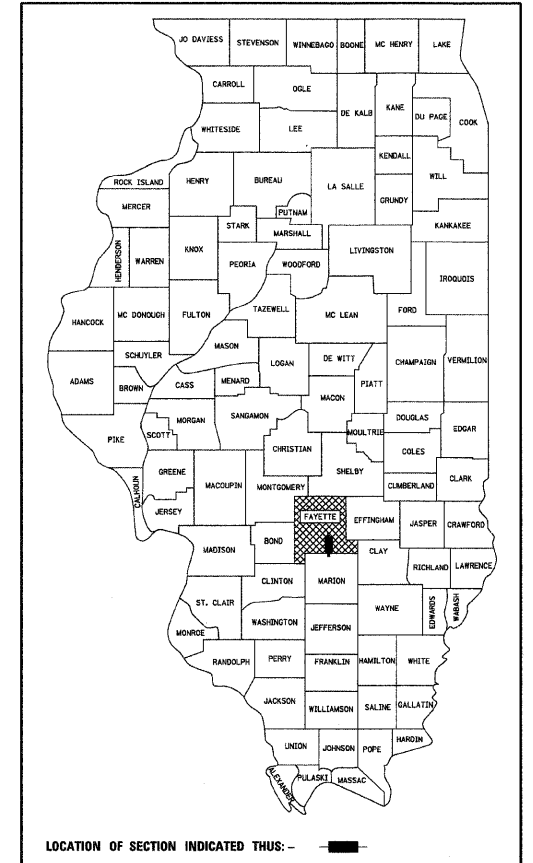 JO DAVIESS
STEVENSON
WINNEBAGO
BOONE
MC HENRY
LAKE
CARROLL
OGLE
DE KALB
KANE
DU PAGE
COOK
WHITESIDE
LEE
KENDALL
WILL
ROCK ISLAND
HENRY
BUREAU
LA SALLE
GRUNDY
MERCER
PUTNAM
KANKAKEE
HENDERSON
WARREN
KNOX
STARK
MARSHALL
LIVINGSTON
PEORIA
WOODFORD
IROQUOIS
HANCOCK
MC DONOUGH
FULTON
TAZEWELL
MC LEAN
FORD
SCHUYLER
MASON
LOGAN
DE WITT
CHAMPAIGN
VERMILION
ADAMS
BROWN
CASS
MENARD
MACON
PIATT
PIKE
SCOTT
MORGAN
SANGAMON
CHRISTIAN
MOULTRIE
DOUGLAS
EDGAR
COLES
SHELBY
CALHOUN
GREENE
MACOUPIN
MONTGOMERY
CUMBERLAND
CLARK
JERSEY
FAYETTE
EFFINGHAM
JASPER
CRAWFORD
MADISON
BOND
CLAY
RICHLAND
LAWRENCE
CLINTON
MARION
ST. CLAIR
WAYNE
EDWARDS
WABASH
MONROE
WASHINGTON
JEFFERSON
RANDOLPH
PERRY
FRANKLIN
HAMILTON
WHITE
JACKSON
WILLIAMSON
SALINE
GALLATIN
UNION
JOHNSON
POPE
HARDIN
ALEXANDER
PULASKI
MASSAC
LOCATION OF SECTION INDICATED THUS: -